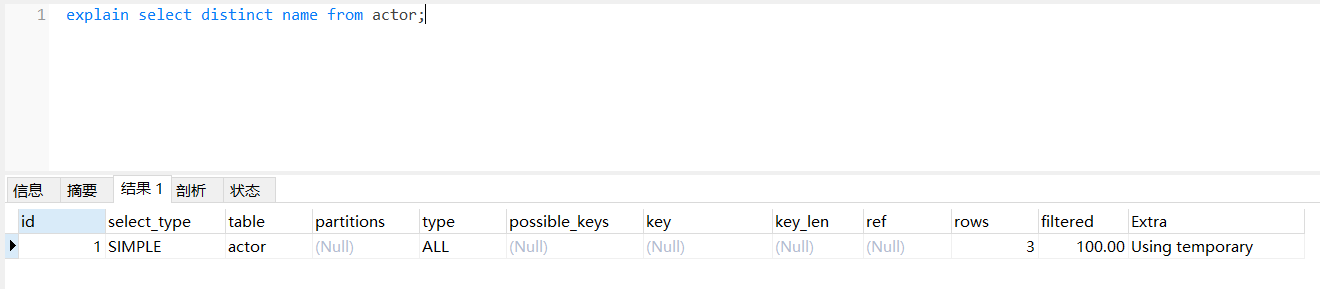 1 explain select distinct name from actor;
信息 摘要 结果 1 剖析 状态
id select_type table partitions type possible_keys key key_len ref rows filtered Extra
1 SIMPLE actor (Null) ALL (Null) (Null) (Null) (Null) 3 100.00 Using temporary